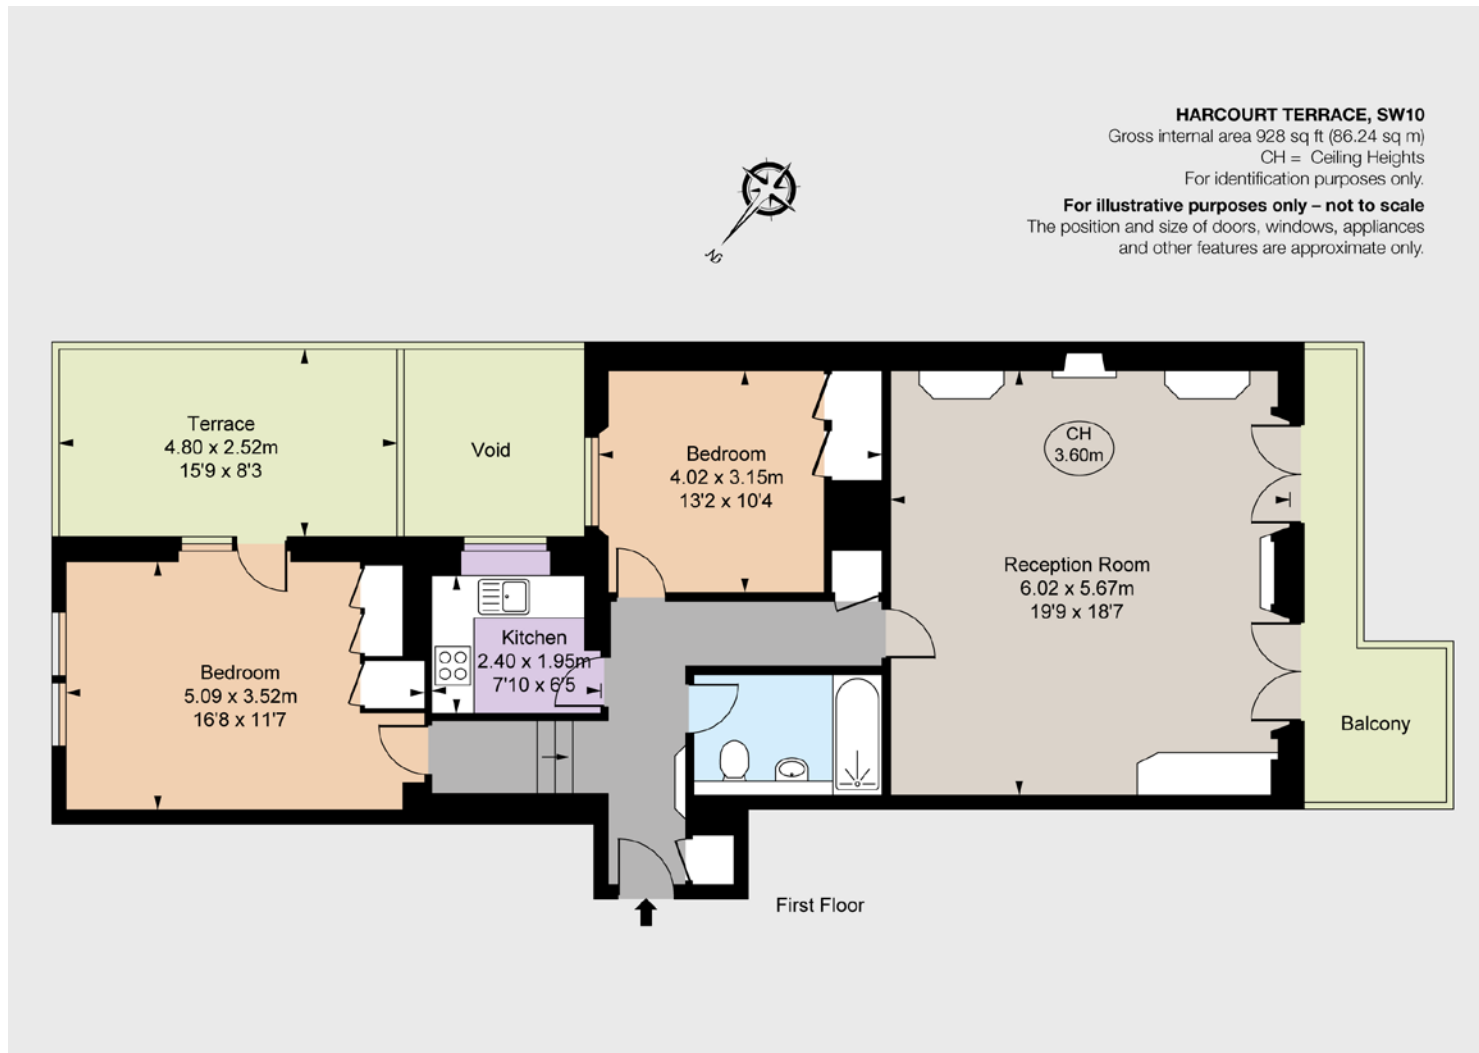 HARCOURT TERRACE, SW10
Gross internal area 928 sq ft (86.24 sq m)
CH = Ceiling Heights
For identification purposes only.
For illustrative purposes only – not to scale
The position and size of doors, windows, appliances
and other features are approximate only.
N
Terrace
4.80 x 2.52m
15'9 x 8'3
Void
Bedroom
4.02 x 3.15m
13'2 x 10'4
CH
3.60m
Reception Room
6.02 x 5.67m
19'9 x 18'7
Kitchen
2.40 x 1.95m
7'10 x 6'5
Bedroom
5.09 x 3.52m
16'8 x 11'7
Balcony
First Floor